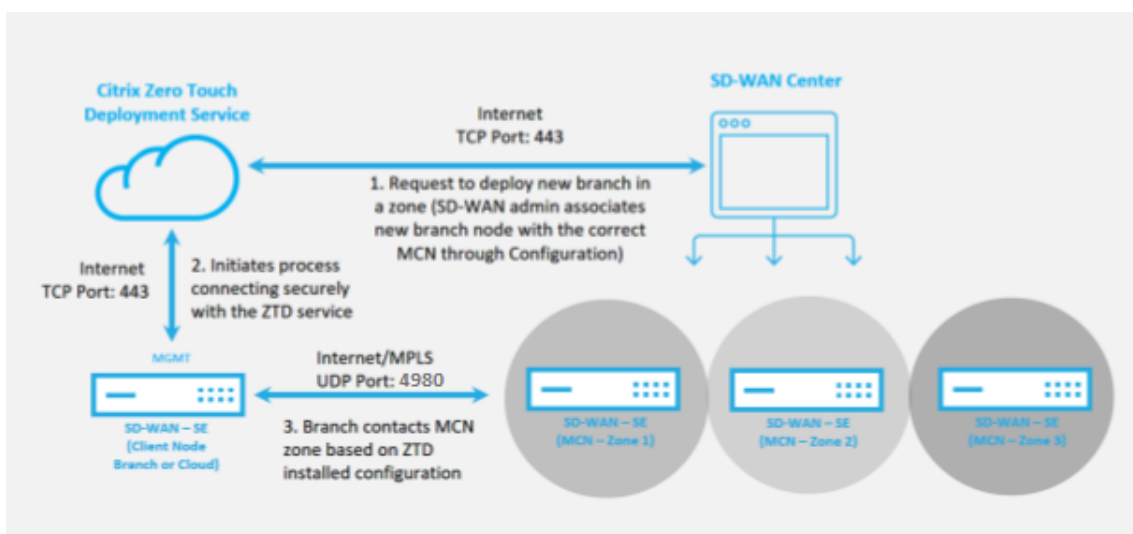 Citrix Zero Touch
Deployment Service
SD-WAN Center
Internet
TCP Port: 443
1. Request to deploy new branch in
a zone (SD-WAN admin associates
new branch node with the correct
MCN through Configuration)
Internet
TCP Port: 443
2. Initiates process
connecting securely
with the ZTD service
MGMT
SD-WAN – SE
(Client Node
Branch or Cloud)
Internet/MPLS
UDP Port: 4980
3. Branch contacts MCN
zone based on ZTD
installed configuration
SD-WAN – SE
(MCN – Zone 1)
SD-WAN – SE
(MCN – Zone 2)
SD-WAN – SE
(MCN – Zone 3)